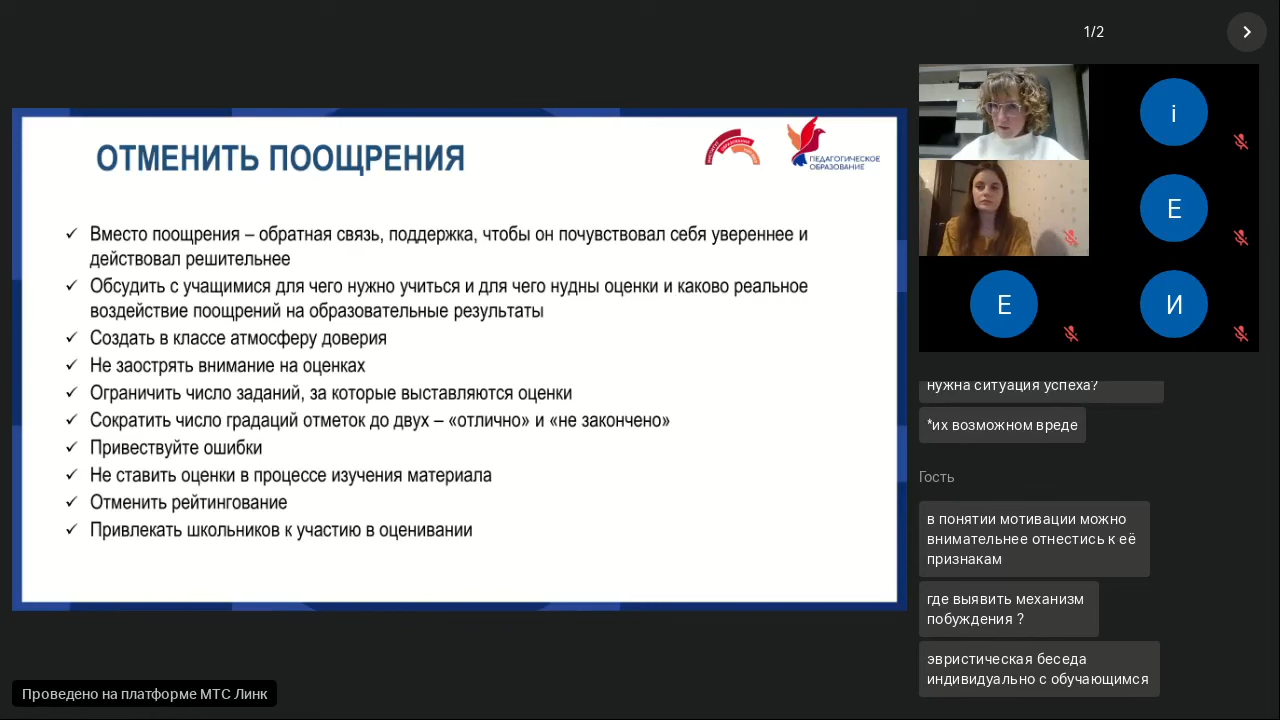 1/2
ОТМЕНИТЬ ПООЩРЕНИЯ
ПЕДАГОГИЧЕСКОЕ
ОБРАЗОВАНИЕ
Вместо поощрения – обратная связь, поддержка, чтобы он почувствовал себя увереннее и
действовал решительнее
Обсудить с учащимися для чего нужно учиться и для чего нудны оценки и каково реальное
воздействие поощрений на образовательные результаты
Создать в классе атмосферу доверия
Не заострять внимание на оценках
Ограничить число заданий, за которые выставляются оценки
Сократить число градаций отметок до двух – «отлично» и «не закончено»
Привествуйте ошибки
Не ставить оценки в процессе изучения материала
Отменить рейтингование
Привлекать школьников к участию в оценивании
i
Е
Е
И
нужна ситуация успеха?
*их возможном вреде
Гость
в понятии мотивации можно
внимательнее отнестись к её
признакам
где выявить механизм
побуждения ?
эвристическая беседа
индивидуально с обучающимся
Проведено на платформе МТС Линк